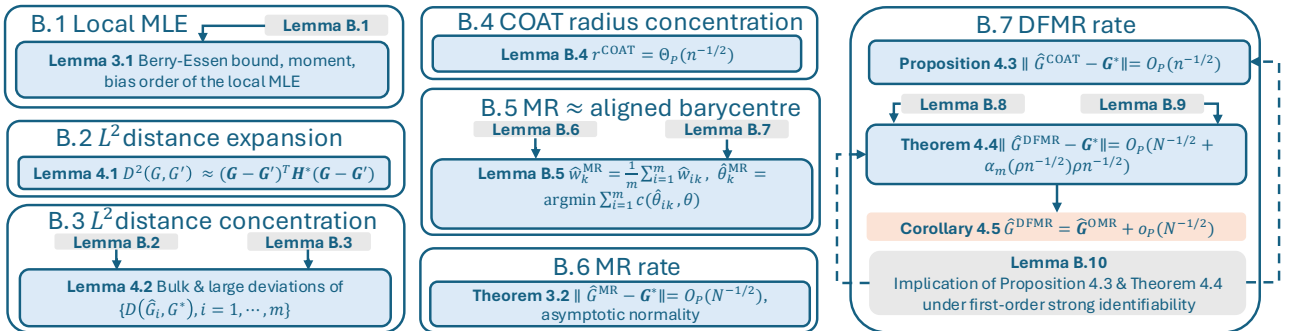 B.1 Local MLE
Lemma B.1
Lemma 3.1 Berry-Essen bound, moment,
bias order of the local MLE
B.2 L² distance expansion
Lemma 4.1 D²(G, G′) ≈ (G − G′)ᵀH*(G − G′)
B.3 L² distance concentration
Lemma B.2
Lemma B.3
Lemma 4.2 Bulk & large deviations of
{D(Ĝᵢ, G*), i = 1, ⋯, m}
B.4 COAT radius concentration
Lemma B.4 r^COAT = Θ_P(n^{-1/2})
B.5 MR ≈ aligned barycentre
Lemma B.6
Lemma B.7
Lemma B.5 ŵ_k^MR = 1/m ∑_{i=1}^m ŵ_{ik}, θ̂_k^MR =
argmin ∑_{i=1}^m c(θ̂_{ik}, θ)
B.6 MR rate
Theorem 3.2 ∥ Ĝ^MR − G*∥= O_P(N^{-1/2}),
asymptotic normality
B.7 DFMR rate
Proposition 4.3 ∥ Ĝ^COAT − G*∥= O_P(n^{-1/2})
Lemma B.8
Lemma B.9
Theorem 4.4∥ Ĝ^DFMR − G*∥= O_P(N^{-1/2} +
α_m(ρn^{-1/2})ρn^{-1/2})
Corollary 4.5 Ĝ^DFMR = Ĝ^OMR + o_P(N^{-1/2})
Lemma B.10
Implication of Proposition 4.3 & Theorem 4.4
under first-order strong identifiability